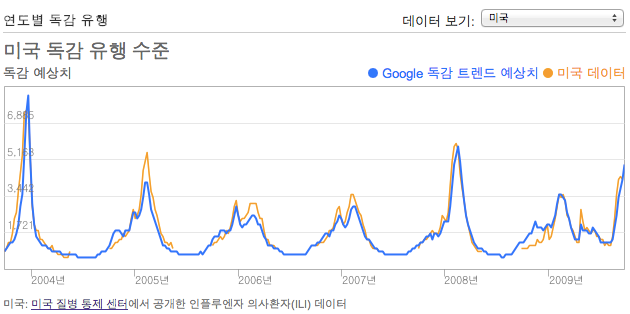 연도별 독감 유행
데이터 보기: 미국
미국 독감 유행 수준
독감 예상치
Google 독감 트렌드 예상치 미국 데이터
6,885
5,163
3,442
1,721
2004년 2005년 2006년 2007년 2008년 2009년
미국: 미국 질병 통제 센터에서 공개한 인플루엔자 의사환자(ILI) 데이터